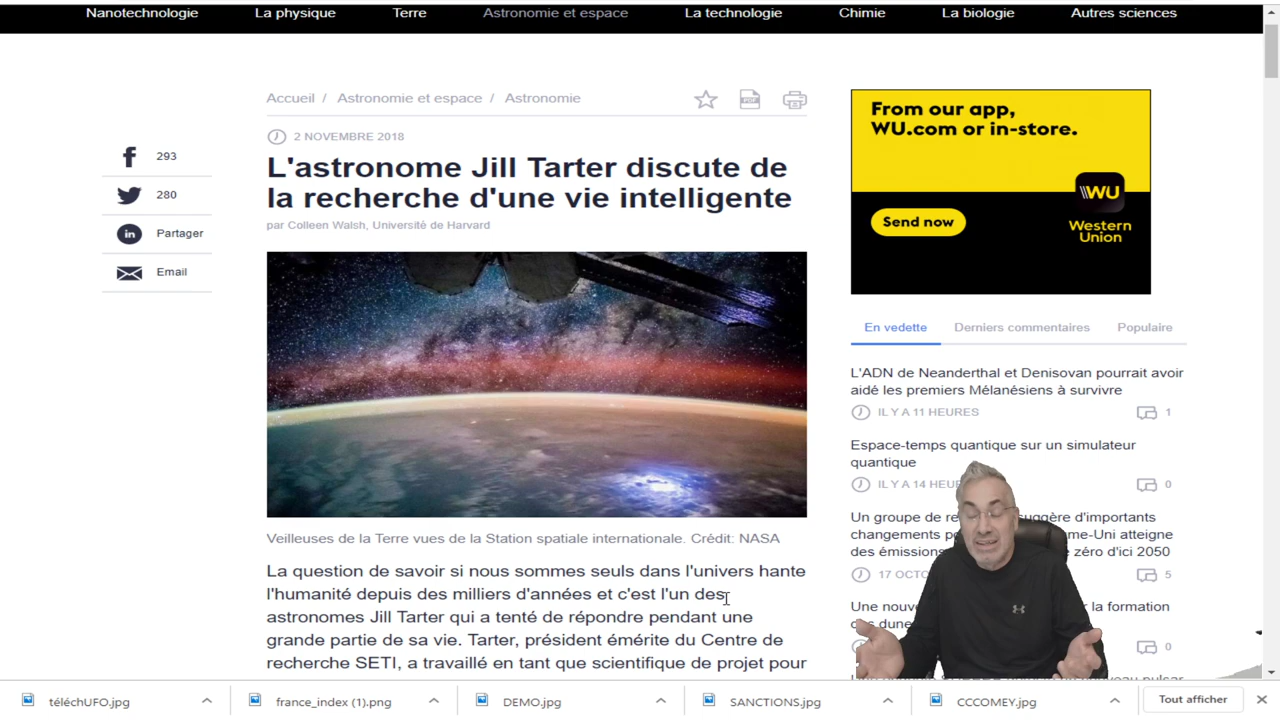 Nanotechnologie
La physique
Terre
Astronomie et espace
La technologie
Chimie
La biologie
Autres sciences
Accueil / Astronomie et espace / Astronomie
PDF
2 NOVEMBRE 2018
L'astronome Jill Tarter discute de
la recherche d'une vie intelligente
par Colleen Walsh, Université de Harvard
293
280
in Partager
Email
Veilleuses de la Terre vues de la Station spatiale internationale. Crédit: NASA
La question de savoir si nous sommes seuls dans l'univers hante
l'humanité depuis des milliers d'années et c'est l'un des
astronomes Jill Tarter qui a tenté de répondre pendant une
grande partie de sa vie. Tarter, président émérite du Centre de
recherche SETI, a travaillé en tant que scientifique de projet pour
From our app,
WU.com or in-store.
WU
Send now
Western
Union
En vedette
Derniers commentaires
Populaire
L'ADN de Neanderthal et Denisovan pourrait avoir
aidé les premiers Mélanésiens à survivre
IL Y A 11 HEURES
1
Espace-temps quantique sur un simulateur
quantique
IL Y A 14
0
Un groupe de suggère d'importants
changements
atteigne
des émissions zéro d'ici 2050
17
5
Une la formation
0
téléchUFO.jpg
france_index (1).png
DEMO.jpg
SANCTIONS.jpg
CCCOMEY.jpg
Tout afficher